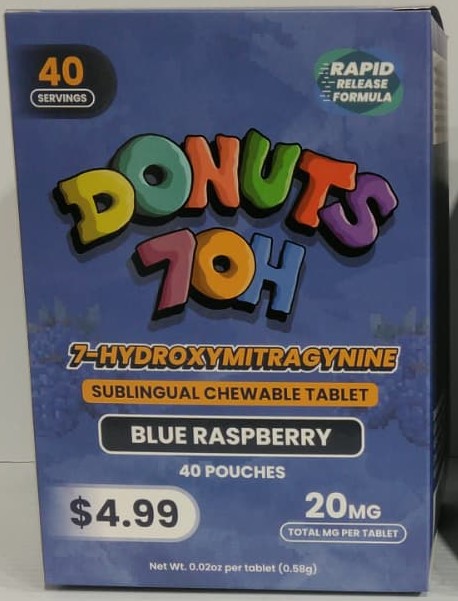 40
SERVINGS
RAPID
RELEASE
FORMULA
DONUTS
7OH
7-HYDROXYMITRAGYNINE
SUBLINGUAL CHEWABLE TABLET
BLUE RASPBERRY
40 POUCHES
$4.99
20MG
TOTAL MG PER TABLET
Net Wt. 0.02oz per tablet (0.58g)